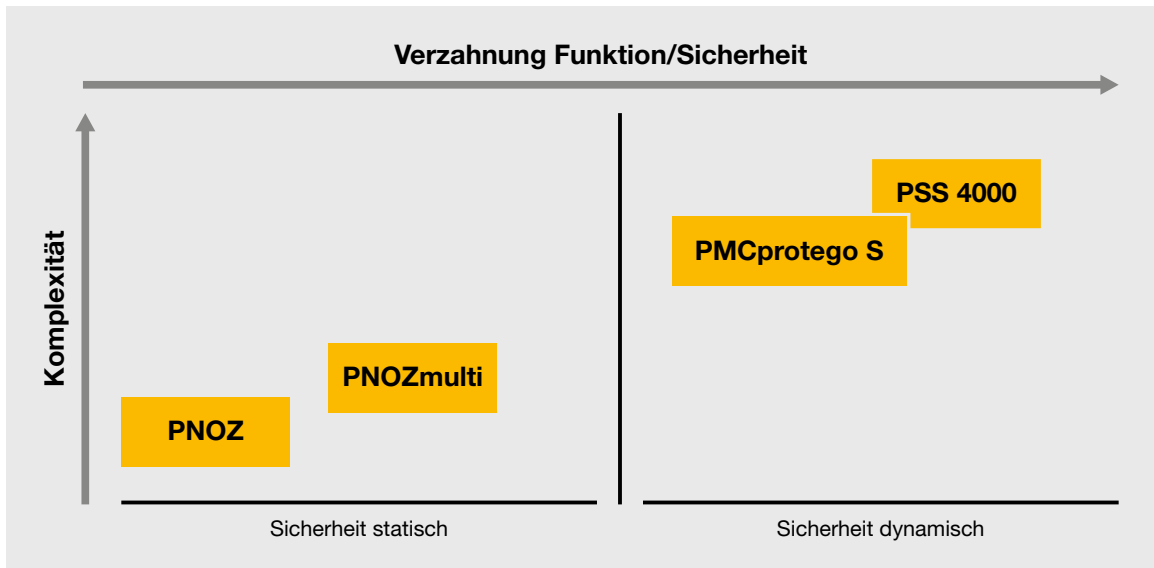 Verzahnung Funktion/Sicherheit
Komplexität
PSS 4000
PMCprotego S
PNOZmulti
PNOZ
Sicherheit statisch
Sicherheit dynamisch